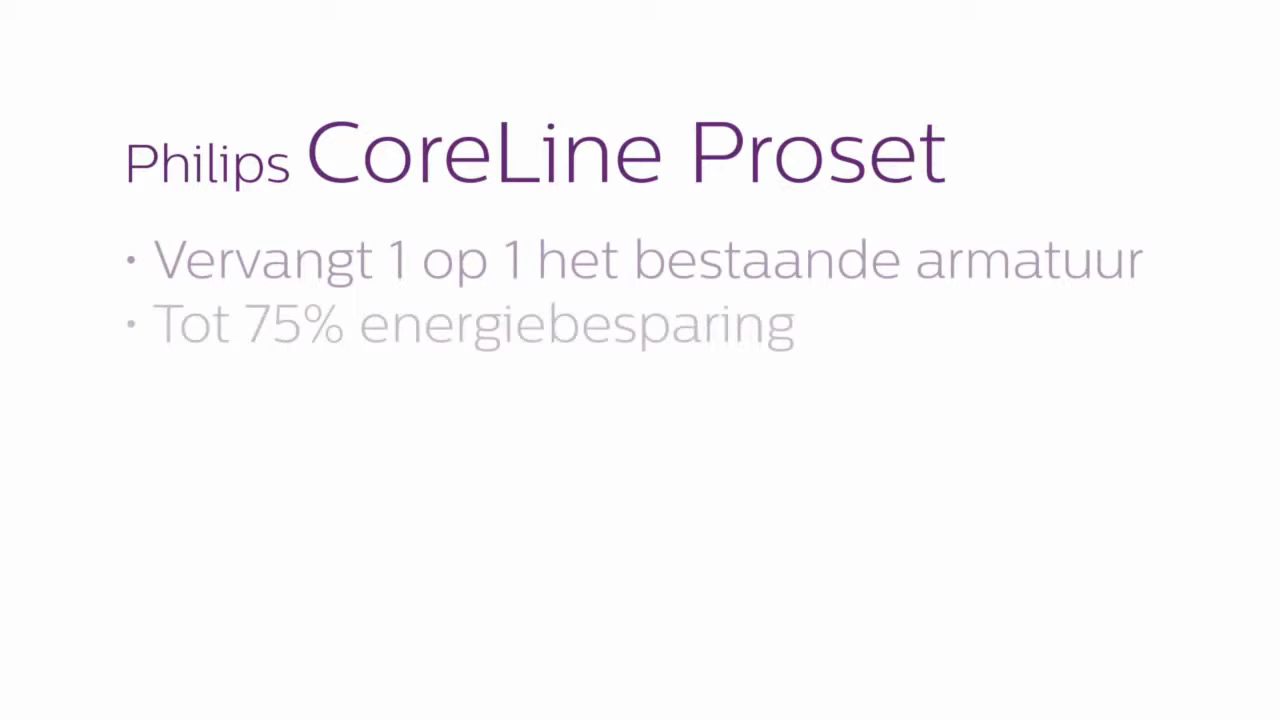 Philips CoreLine Proset
• Vervangt 1 op 1 het bestaande armatuur
• Tot 75% energiebesparing